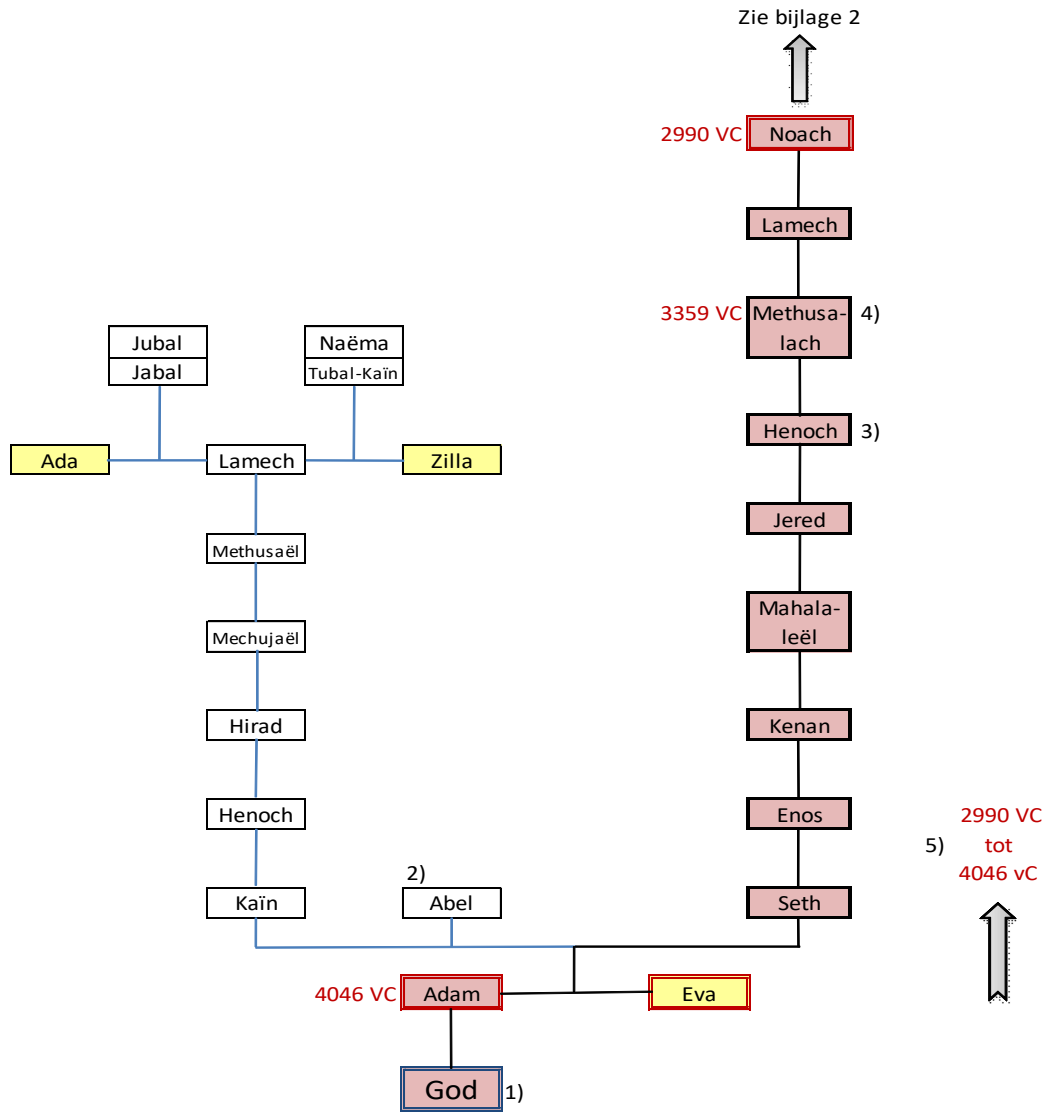 Zie bijlage 2
2990 VC
Noach
Lamech
3359 VC
Methusa-
lach
4)
Jubal
Jabal
Naëma
Tubal-Kaïn
Henoch
3)
Ada
Lamech
Zilla
Jered
Methusaël
Mahala-
leël
Mechujaël
Hirad
Kenan
Henoch
Enos
2990 VC
5)
tot
4046 vC
2)
Kaïn
Abel
Seth
4046 VC
Adam
Eva
God
1)